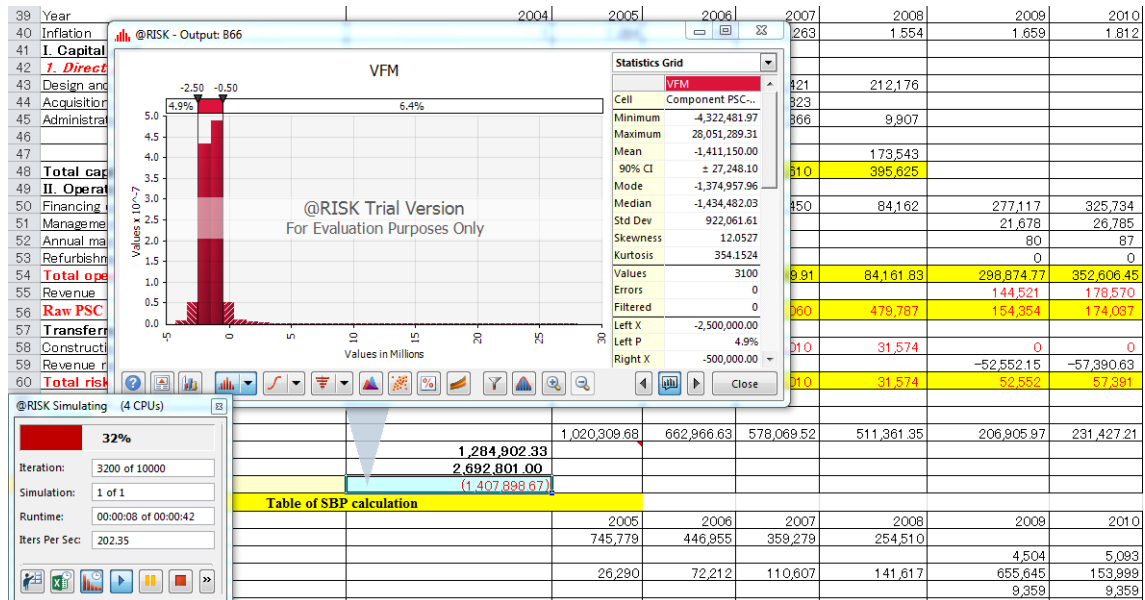 39 Year 2004 2005 2006 2007 2008 2009 2010
40 Inflation .263 1.554 1.659 1.812
@RISK - Output: B66
41 I. Capital
42 1. Direct
43 Design and 421 212,176
44 Acquisition 323
45 Administrat 366 9,907
46
47 173,543
48 Total cap 395,625
49 II. Operat
50 Financing 450 84,162 277,117 325,734
51 Manageme 21,678 26,785
52 Annual ma 80 87
53 Refurbishm 0 0
54 Total ope 9.91 84,161.83 298,874.77 352,606.45
55 Revenue 144,521 178,570
56 Raw PSC 060 479,787 154,354 174,037
57 Transferr
58 Constructi 010 31,574 0 0
59 Revenue r -52,552.15 -57,390.63
60 Total risk 010 31,574 52,552 57,391
VFM
-2.50 -0.50
4.9% 6.4%
5.0
4.5
4.0
3.5
3.0
2.5
2.0
1.5
1.0
0.5
0.0
Values x 10^-7
@RISK Trial Version
For Evaluation Purposes Only
-5 0 5 10 15 20 25 30
Values in Millions
Statistics Grid
VFM
Cell Component PSC-...
Minimum -4,322,481.97
Maximum 28,051,289.31
Mean -1,411,150.00
90% CI ± 27,248.10
Mode -1,374,957.96
Median -1,434,482.03
Std Dev 922,061.61
Skewness 12.0527
Kurtosis 354.1524
Values 3100
Errors 0
Filtered 0
Left X -2,500,000.00
Left P 4.9%
Right X -500,000.00
Close
@RISK Simulating (4 CPUs)
32%
Iteration: 3200 of 10000
Simulation: 1 of 1
Runtime: 00:00:08 of 00:00:42
Iters Per Sec: 202.35
1,020,309.68 662,966.63 578,069.52 511,361.35 206,905.97 231,427.21
1,284,902.33
2,692,801.00
(1,407,898.67)
Table of SBP calculation
2005 2006 2007 2008 2009 2010
745,779 446,955 359,279 254,510
4,504 5,093
26,290 72,212 110,607 141,617 655,645 153,999
9,359 9,359